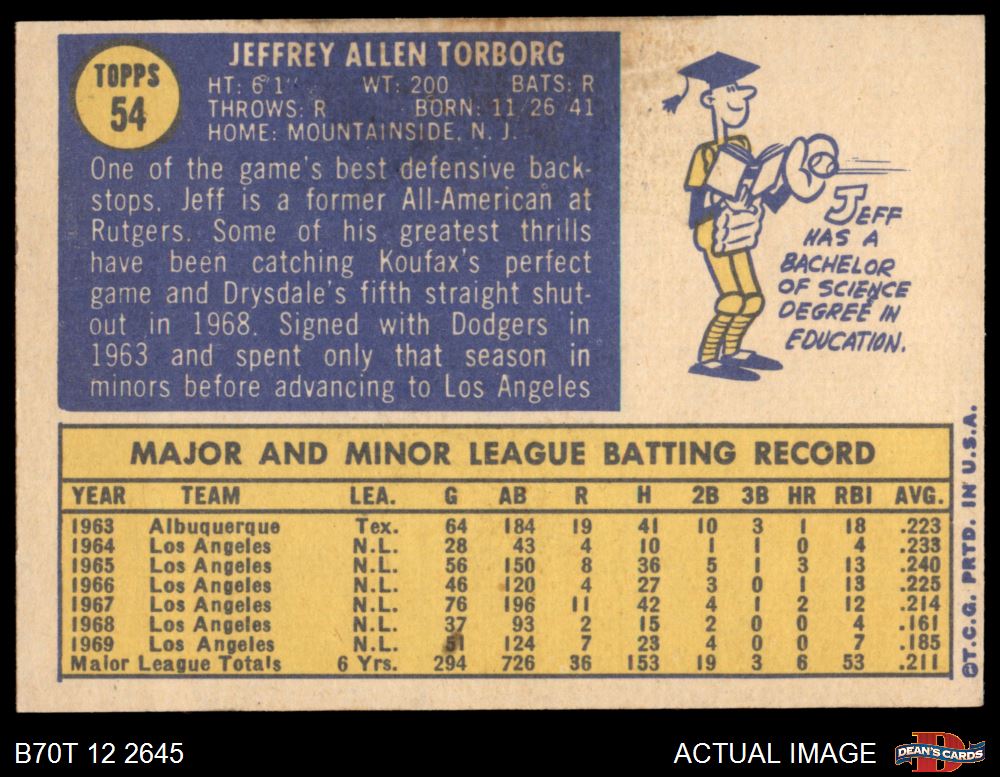 TOPPS
54
JEFFREY ALLEN TORBORG
HT: 6'1" WT: 200 BATS: R
THROWS: R BORN: 11/26/41
HOME: MOUNTAINSIDE, N. J.
One of the game's best defensive back-
stops, Jeff is a former All-American at
Rutgers. Some of his greatest thrills
have been catching Koufax's perfect
game and Drysdale's fifth straight shut-
out in 1968. Signed with Dodgers in
1963 and spent only that season in
minors before advancing to Los Angeles
JEFF
HAS A
BACHELOR
OF SCIENCE
DEGREE IN
EDUCATION.
MAJOR AND MINOR LEAGUE BATTING RECORD
YEAR TEAM LEA. G AB R H 2B 3B HR RBI AVG.
1963 Albuquerque Tex. 64 184 19 41 10 3 1 18 .223
1964 Los Angeles N.L. 28 43 4 10 1 1 0 4 .233
1965 Los Angeles N.L. 56 150 8 36 5 1 3 13 .240
1966 Los Angeles N.L. 46 120 4 27 3 0 1 13 .225
1967 Los Angeles N.L. 76 196 11 42 4 1 2 12 .214
1968 Los Angeles N.L. 37 93 2 15 2 0 0 4 .161
1969 Los Angeles N.L. 51 124 7 23 4 0 0 7 .185
Major League Totals 6 Yrs. 294 726 36 153 19 3 6 53 .211
©T.C.G. PRTD. IN U.S.A.
B70T 12 2645
ACTUAL IMAGE
D
DEAN'S CARDS